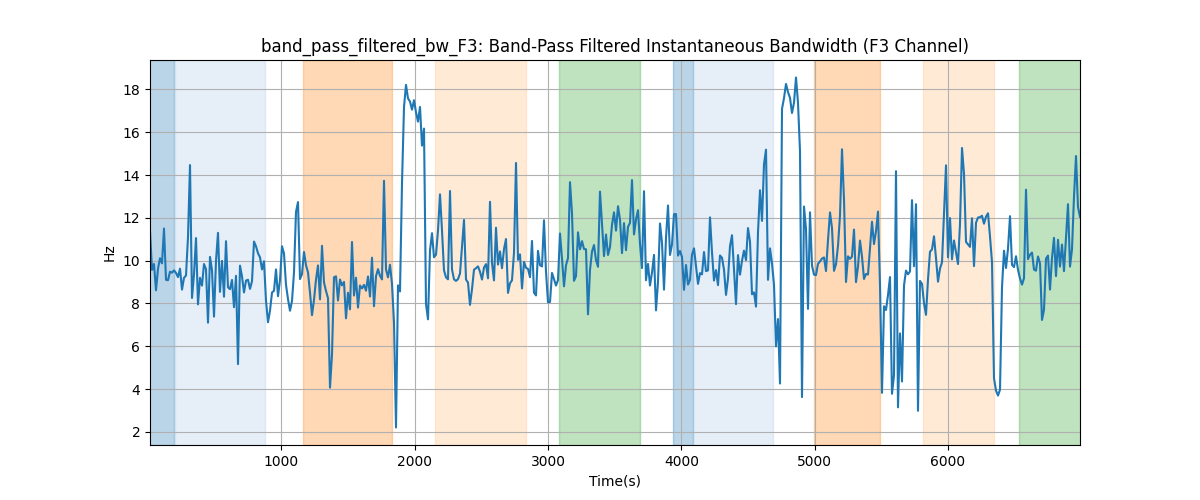 band_pass_filtered_bw_F3: Band-Pass Filtered Instantaneous Bandwidth (F3 Channel)
Hz
18
16
14
12
10
8
6
4
2
1000 2000 3000 4000 5000 6000
Time(s)